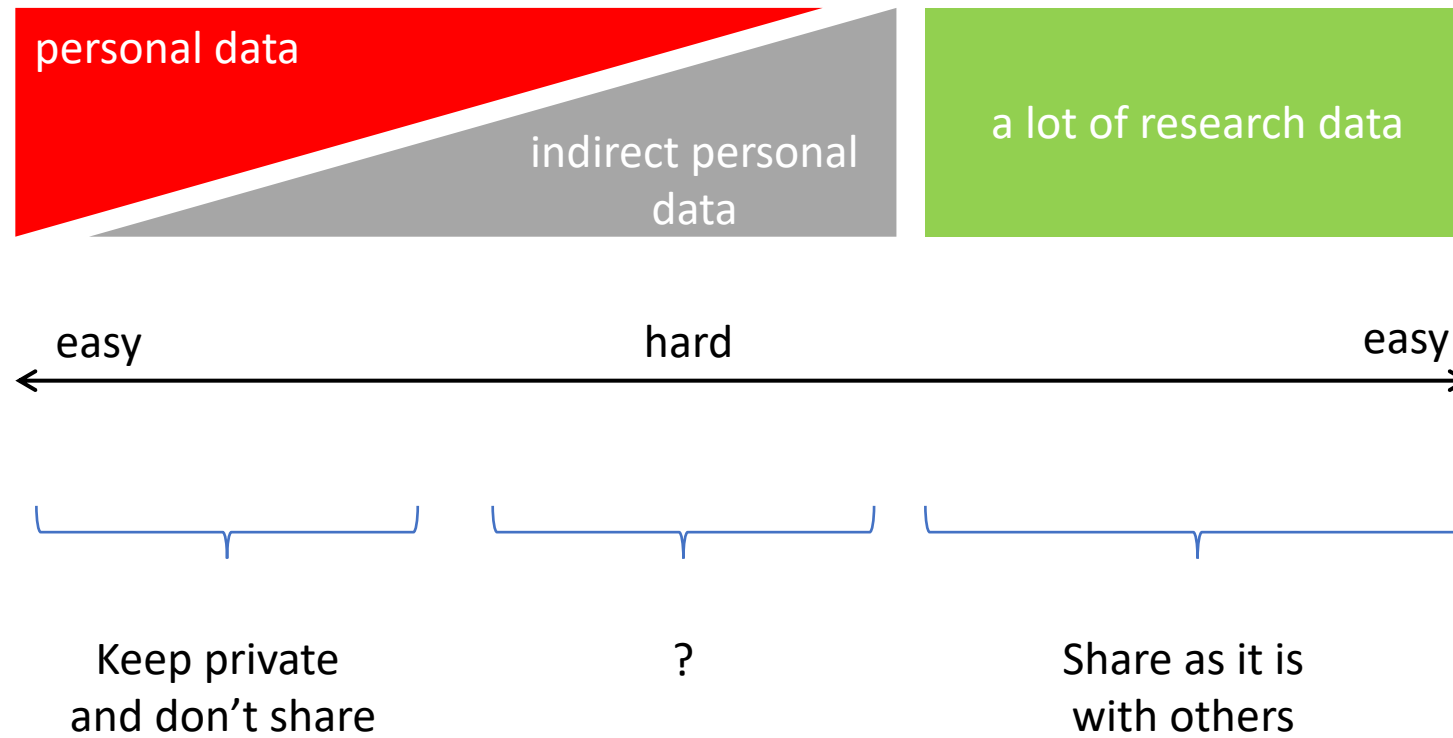 personal data
indirect personal
data
a lot of research data
easy
hard
easy
Keep private
and don’t share
?
Share as it is
with others